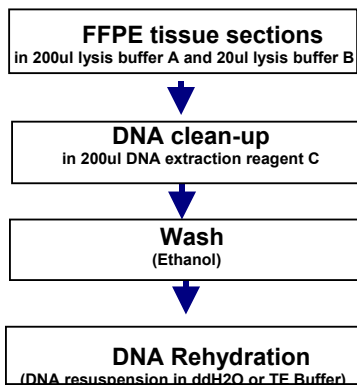 FFPE tissue sections
in 200ul lysis buffer A and 20ul lysis buffer B
DNA clean-up
in 200ul DNA extraction reagent C
Wash
(Ethanol)
DNA Rehydration
(DNA resuspension in ddH2O or TE Buffer)